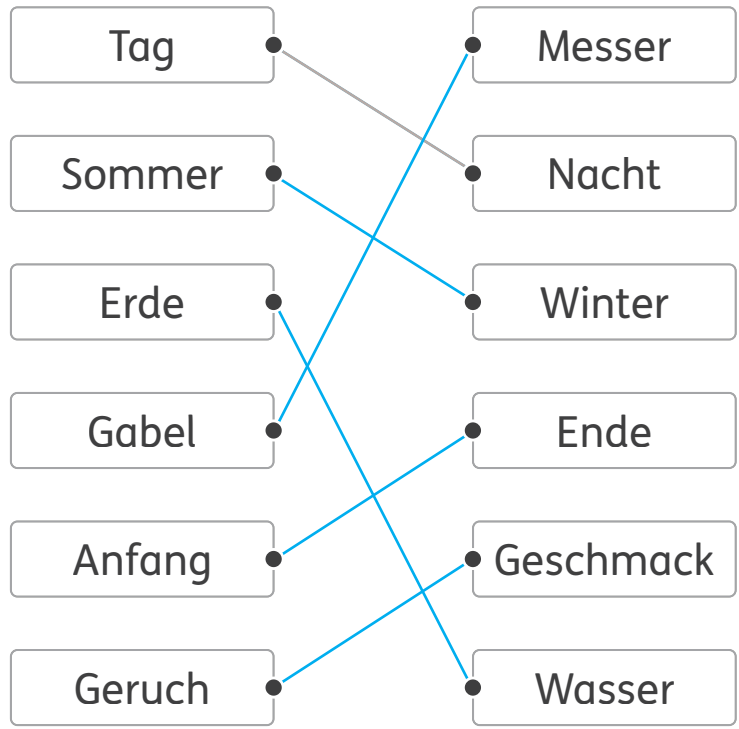 Tag
Messer
Sommer
Nacht
Erde
Winter
Gabel
Ende
Anfang
Geschmack
Geruch
Wasser